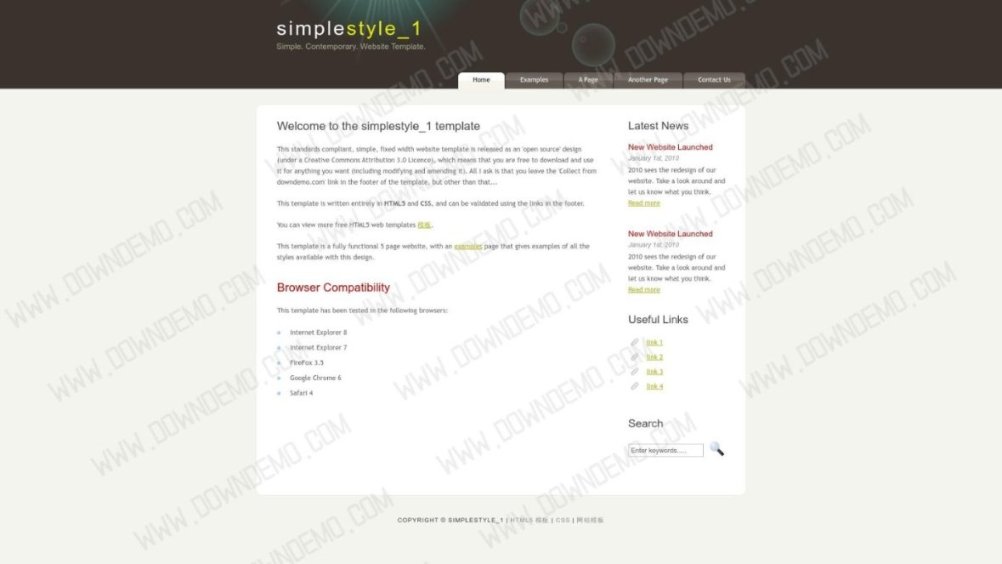 simplestyle_1
Simple. Contemporary. Website Template.
Home
Examples
A Page
Another Page
Contact Us
Welcome to the simplestyle_1 template
This standards compliant, simple, fixed width website template is released as an 'open source' design
(under a Creative Commons Attribution 3.0 Licence), which means that you are free to download and use
it for anything you want (including modifying and amending it). All I ask is that you leave the Collect from
downdemo.com link in the footer of the template, but other than that...
This template is written entirely in HTML5 and CSS, and can be validated using the links in the footer.
You can view more free HTML5 web templates 模板.
This template is a fully functional 5 page website, with an examples page that gives examples of all the
styles available with this design.
Browser Compatibility
This template has been tested in the following browsers:
Internet Explorer 8
Internet Explorer 7
FireFox 3.5
Google Chrome 6
Safari 4
Latest News
New Website Launched
January 1st, 2010
2010 sees the redesign of our
website. Take a look around and
let us know what you think.
Read more
New Website Launched
January 1st, 2010
2010 sees the redesign of our
website. Take a look around and
let us know what you think.
Read more
Useful Links
link 1
link 2
link 3
link 4
Search
Enter keywords.....
COPYRIGHT © SIMPLESTYLE_1 | HTML5 模板 | CSS | 网站模板
WWW.DOWNDEMO.COM